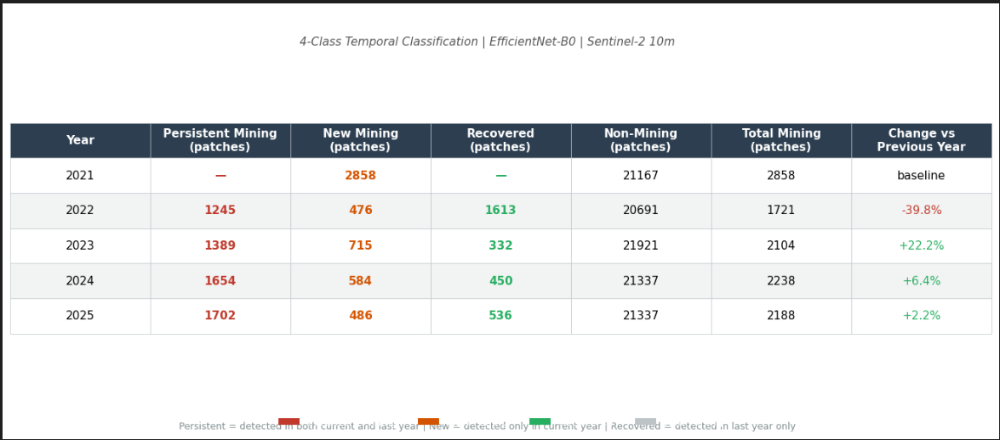 4-Class Temporal Classification | EfficientNet-B0 | Sentinel-2 10m
Year Persistent Mining (patches) New Mining (patches) Recovered (patches) Non-Mining (patches) Total Mining (patches) Change vs Previous Year
2021 — 2858 — 21167 2858 baseline
2022 1245 476 1613 20691 1721 -39.8%
2023 1389 715 332 21921 2104 +22.2%
2024 1654 584 450 21337 2238 +6.4%
2025 1702 486 536 21337 2188 +2.2%
Persistent = detected in both current and last year | New = detected only in current year | Recovered = detected in last year only